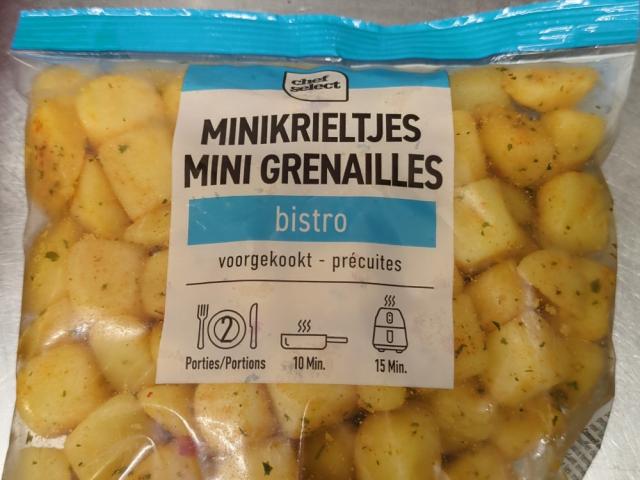 chef
select
MINIKRIELTJES
MINI GRENAILLES
bistro
voorgekookt - précuites
2
Porties/Portions 10 Min. 15 Min.